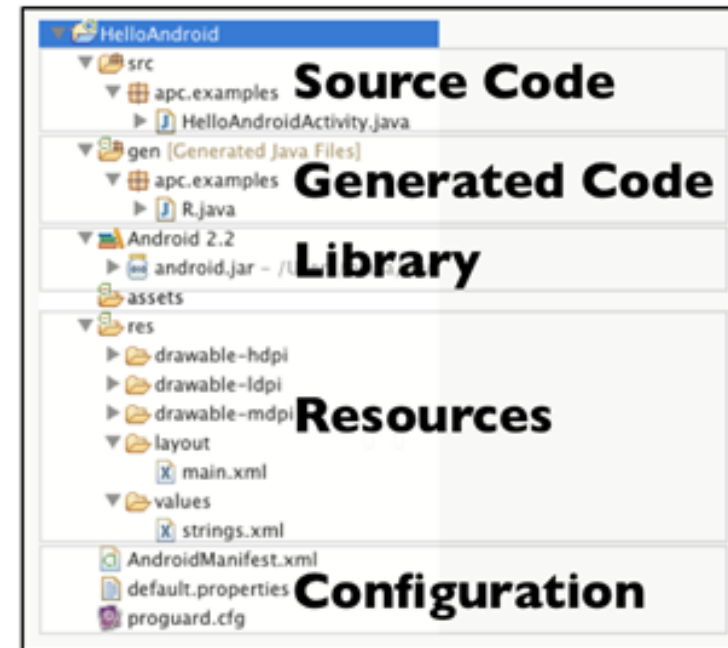 HelloAndroid
src
Source Code
apc.examples
HelloAndroidActivity.java
gen [Generated Java Files]
apc.examples
Generated Code
R.java
Android 2.2
Library
android.jar - /U
assets
res
drawable-hdpi
drawable-ldpi
drawable-mdpi
Resources
layout
main.xml
values
strings.xml
AndroidManifest.xml
default.properties
Configuration
proguard.cfg